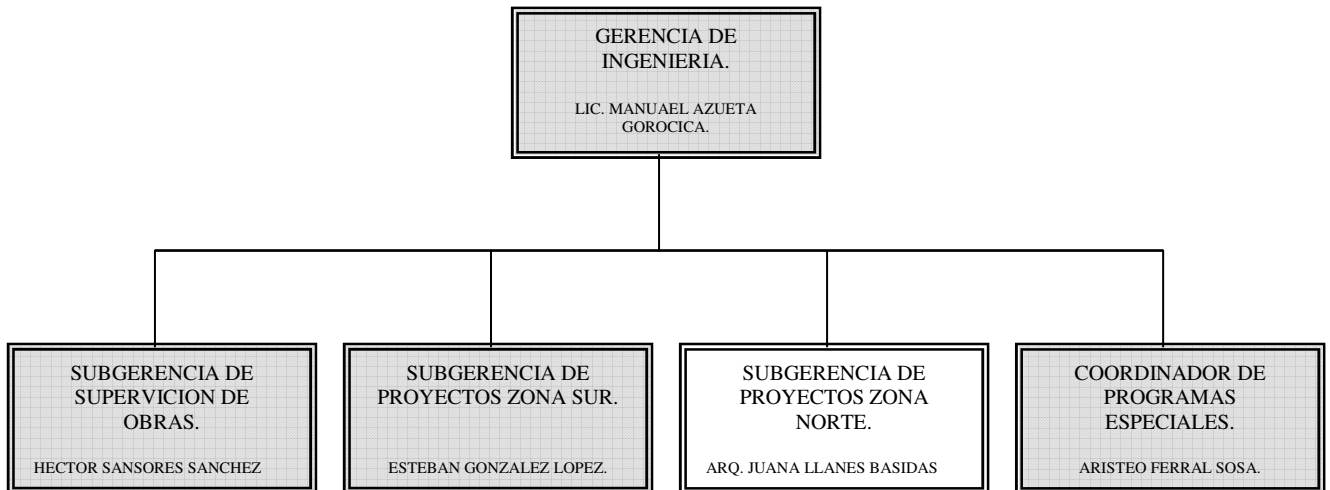 GERENCIA DE
INGENIERIA.
LIC. MANUAEL AZUETA
GOROCICA.
SUBGERENCIA DE
SUPERVICION DE
OBRAS.
HECTOR SANSORES SANCHEZ
SUBGERENCIA DE
PROYECTOS ZONA SUR.
ESTEBAN GONZALEZ LOPEZ.
SUBGERENCIA DE
PROYECTOS ZONA
NORTE.
ARQ. JUANA LLANES BASIDAS
COORDINADOR DE
PROGRAMAS
ESPECIALES.
ARISTEO FERRAL SOSA.